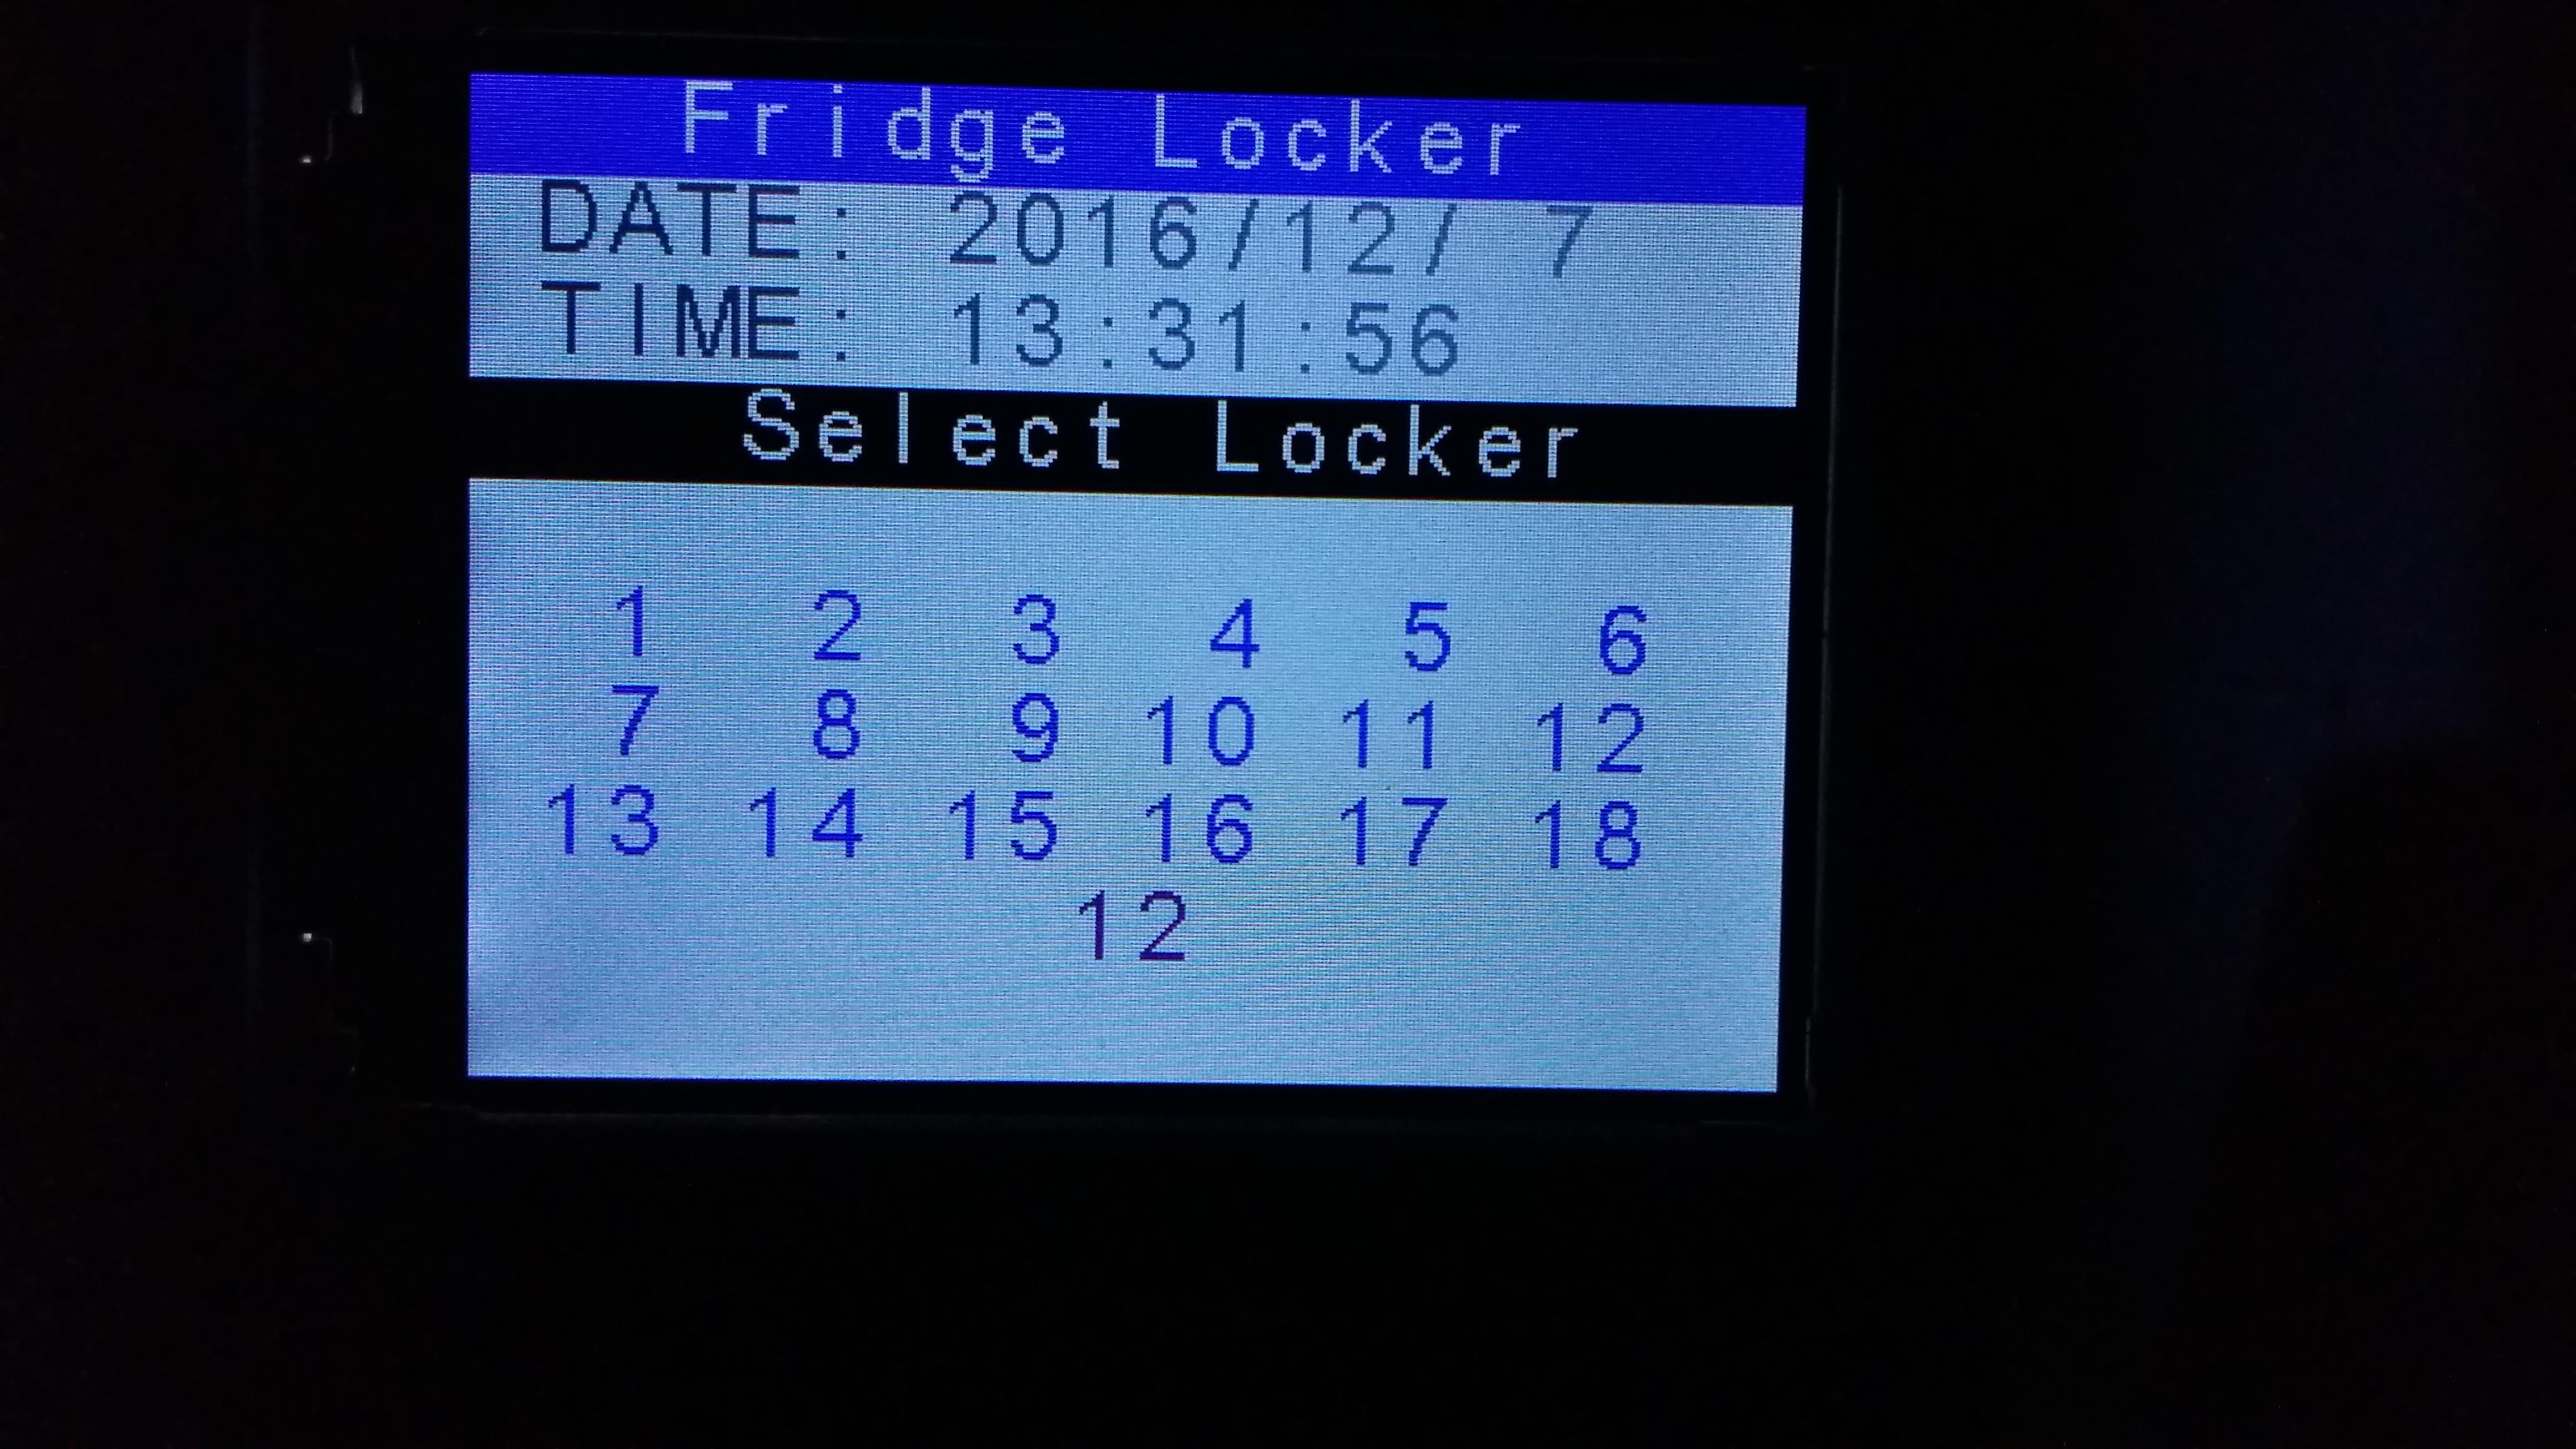 Fridge Locker
DATE: 2016/12/ 7
TIME: 13:31:56
Select Locker
1 2 3 4 5 6
7 8 9 10 11 12
13 14 15 16 17 18
12